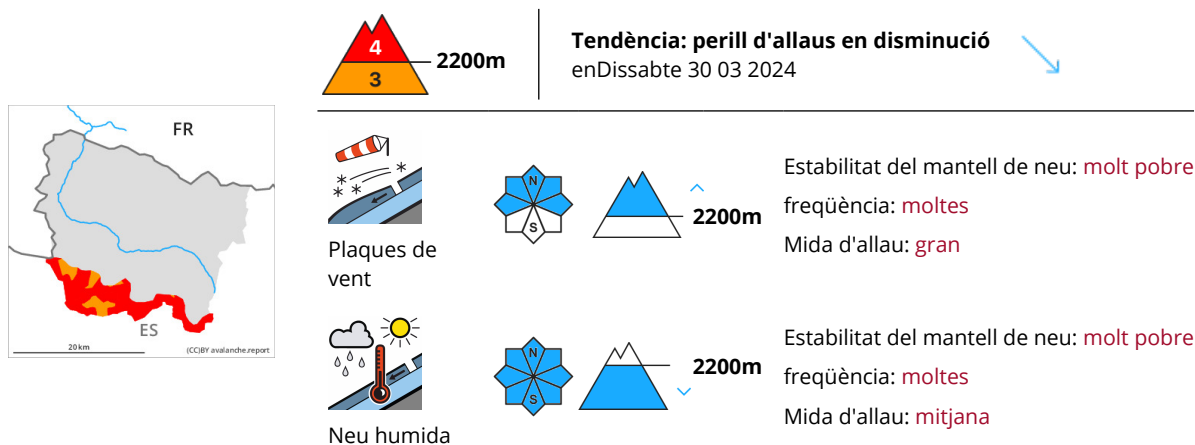 4
3
2200m
Tendència: perill d'allaus en disminució
enDissabte 30 03 2024
FR
ES
20 km
(CC)BY avalanche.report
Plaques de
vent
N
S
2200m
Estabilitat del mantell de neu: molt pobre
freqüència: moltes
Mida d'allau: gran
Neu humida
N
S
2200m
Estabilitat del mantell de neu: molt pobre
freqüència: moltes
Mida d'allau: mitjana